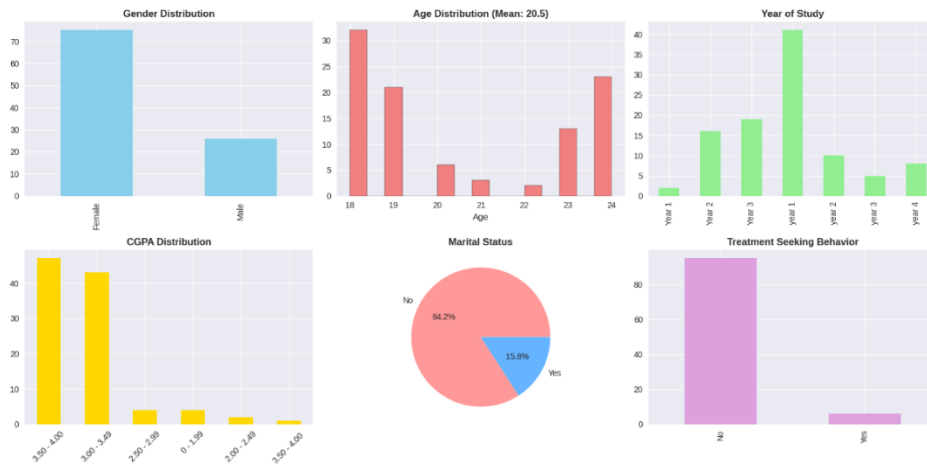 Gender Distribution
70
60
50
40
30
20
10
0
Female
Male
Age Distribution (Mean: 20.5)
30
25
20
15
10
5
0
18 19 20 21 22 23 24
Age
Year of Study
40
35
30
25
20
15
10
5
0
Year 1
Year 2
Year 3
year 1
year 2
year 3
year 4
CGPA Distribution
40
30
20
10
0
3.50 - 4.00
3.00 - 3.49
2.50 - 2.99
0 - 1.99
2.00 - 2.49
3.50 - 4.00
Marital Status
No
84.2%
15.8%
Yes
Treatment Seeking Behavior
80
60
40
20
0
No
Yes